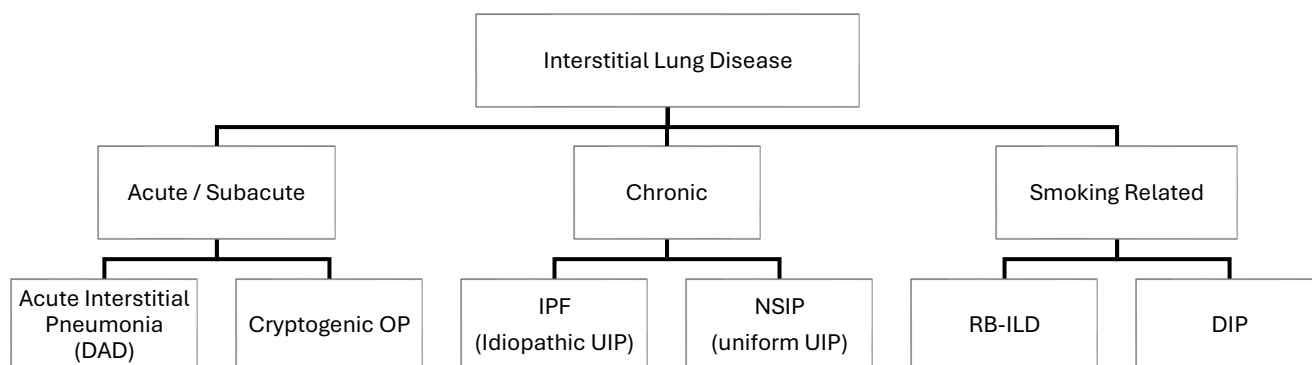 Interstitial Lung Disease
Acute / Subacute
Chronic
Smoking Related
Acute Interstitial
Pneumonia
(DAD)
Cryptogenic OP
IPF
(Idiopathic UIP)
NSIP
(uniform UIP)
RB-ILD
DIP